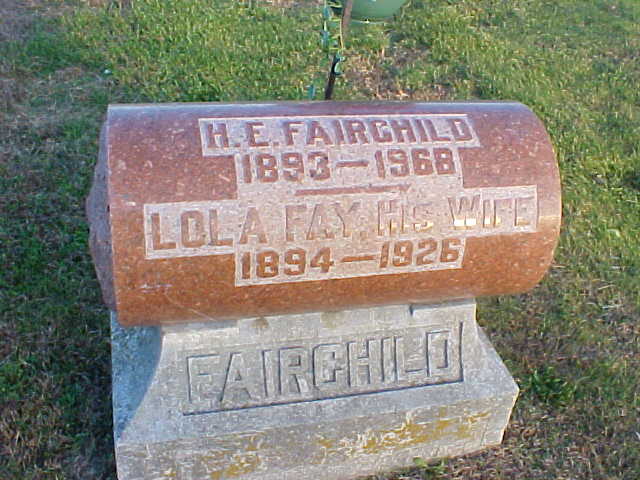 H. E. FAIRCHILD
1893—1968
LOLA FAY, HIS WIFE
1894—1926
FAIRCHILD